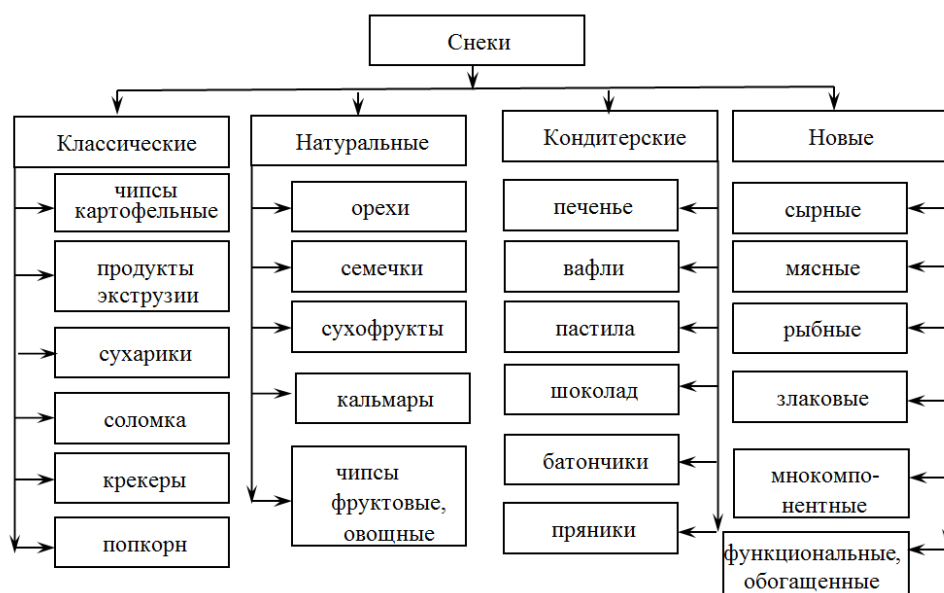 Снеки
Классические
Натуральные
Кондитерские
Новые
чипсы
картофельные
продукты
экструзии
сухарики
соломка
крекеры
попкорн
орехи
семечки
сухофрукты
кальмары
чипсы
фруктовые,
овощные
печенье
вафли
пастила
шоколад
батончики
пряники
сырные
мясные
рыбные
злаковые
мнокомпо-
нентные
функциональные,
обогащенные